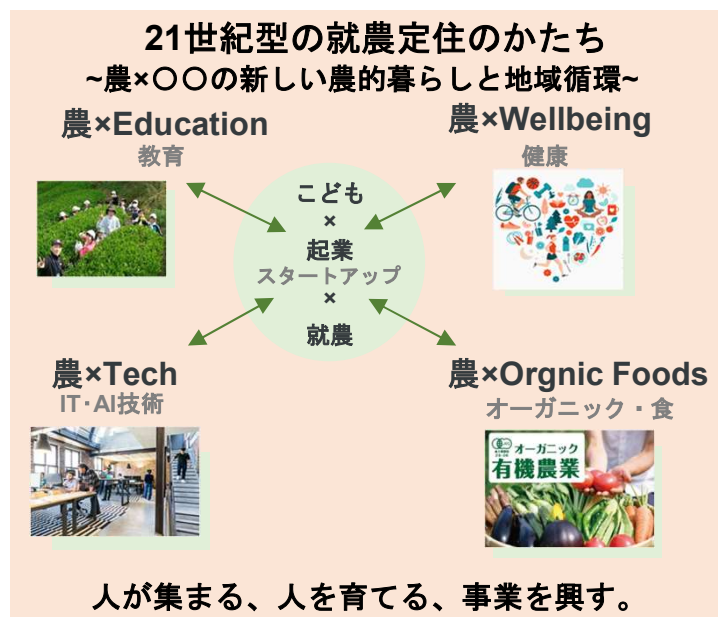 21世紀型の就農定住のかたち
~農×〇〇の新しい農的暮らしと地域循環~
農×Education
教育
農×Wellbeing
健康
こども
×
起業
スタートアップ
×
就農
農×Tech
IT･AI技術
農×Orgnic Foods
オーガニック・食
オーガニック
有機農業
人が集まる、人を育てる、事業を興す。